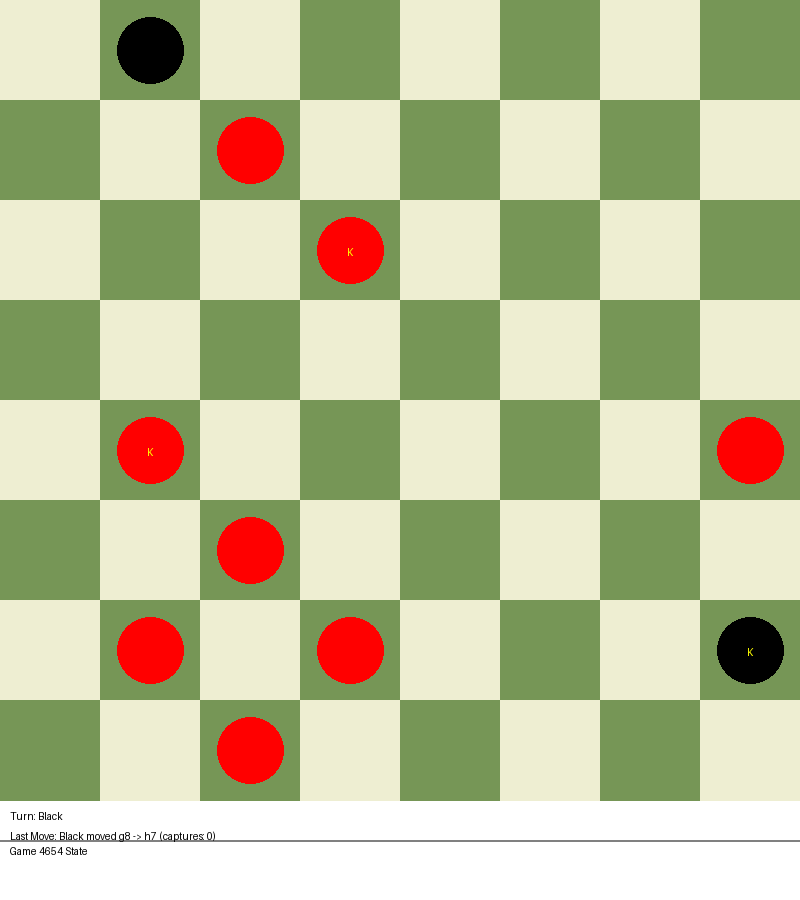 K
K
K
Turn: Black
Last Move: Black moved g8 -> h7 (captures: 0)
Game 4654 State